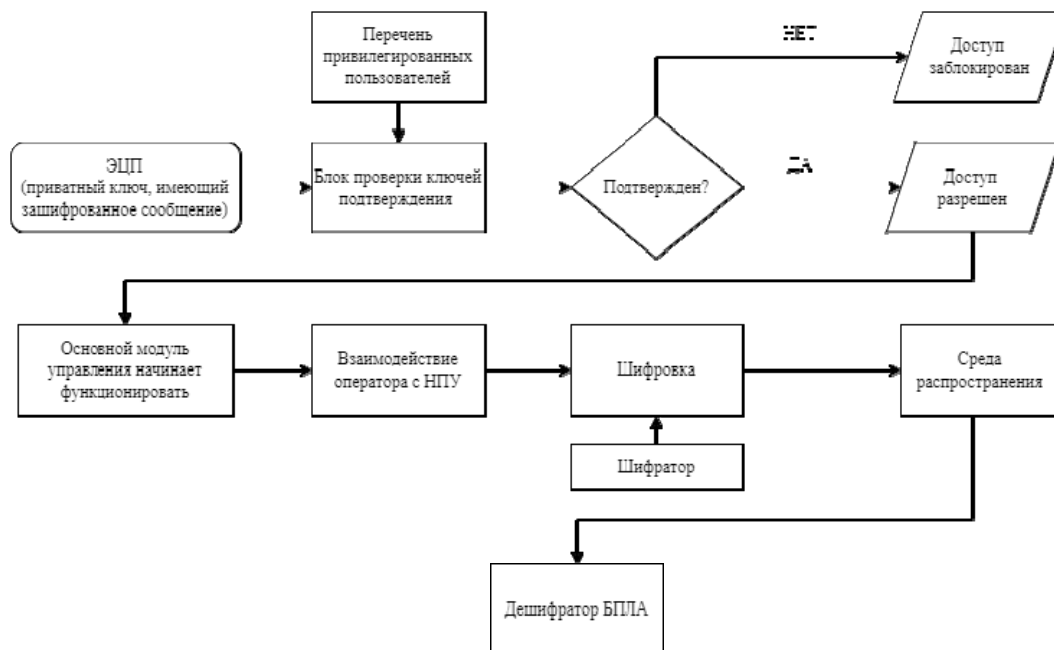 Перечень
привилегированных
пользователей
НЕТ
Доступ
заблокирован
ЭЦП
(приватный ключ, имеющий
зашифрованное сообщение)
Блок проверки ключей
подтверждения
Подтвержден?
ДА
Доступ
разрешен
Основной модуль
управления начинает
функционировать
Взаимодействие
оператора с НПУ
Шифровка
Среда
распространения
Шифратор
Дешифратор БПЛА